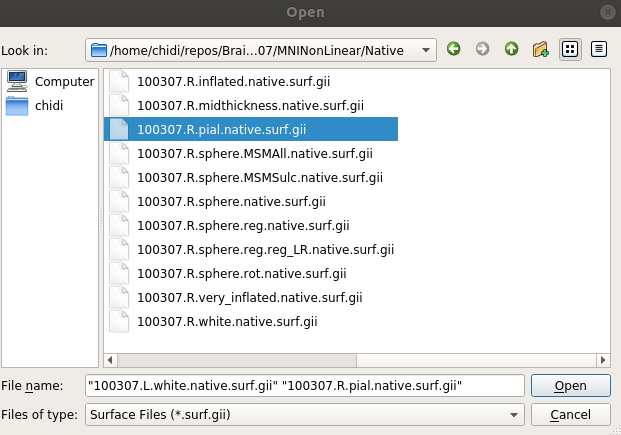 Open
Look in: /home/chidi/repos/Brai...07/MNINonLinear/Native
Computer
chidi
100307.R.inflated.native.surf.gii
100307.R.midthickness.native.surf.gii
100307.R.pial.native.surf.gii
100307.R.sphere.MSMAll.native.surf.gii
100307.R.sphere.MSMSulc.native.surf.gii
100307.R.sphere.native.surf.gii
100307.R.sphere.reg.native.surf.gii
100307.R.sphere.reg.reg_LR.native.surf.gii
100307.R.sphere.rot.native.surf.gii
100307.R.very_inflated.native.surf.gii
100307.R.white.native.surf.gii
File name: "100307.L.white.native.surf.gii" "100307.R.pial.native.surf.gii" Open
Files of type: Surface Files (*.surf.gii) Cancel